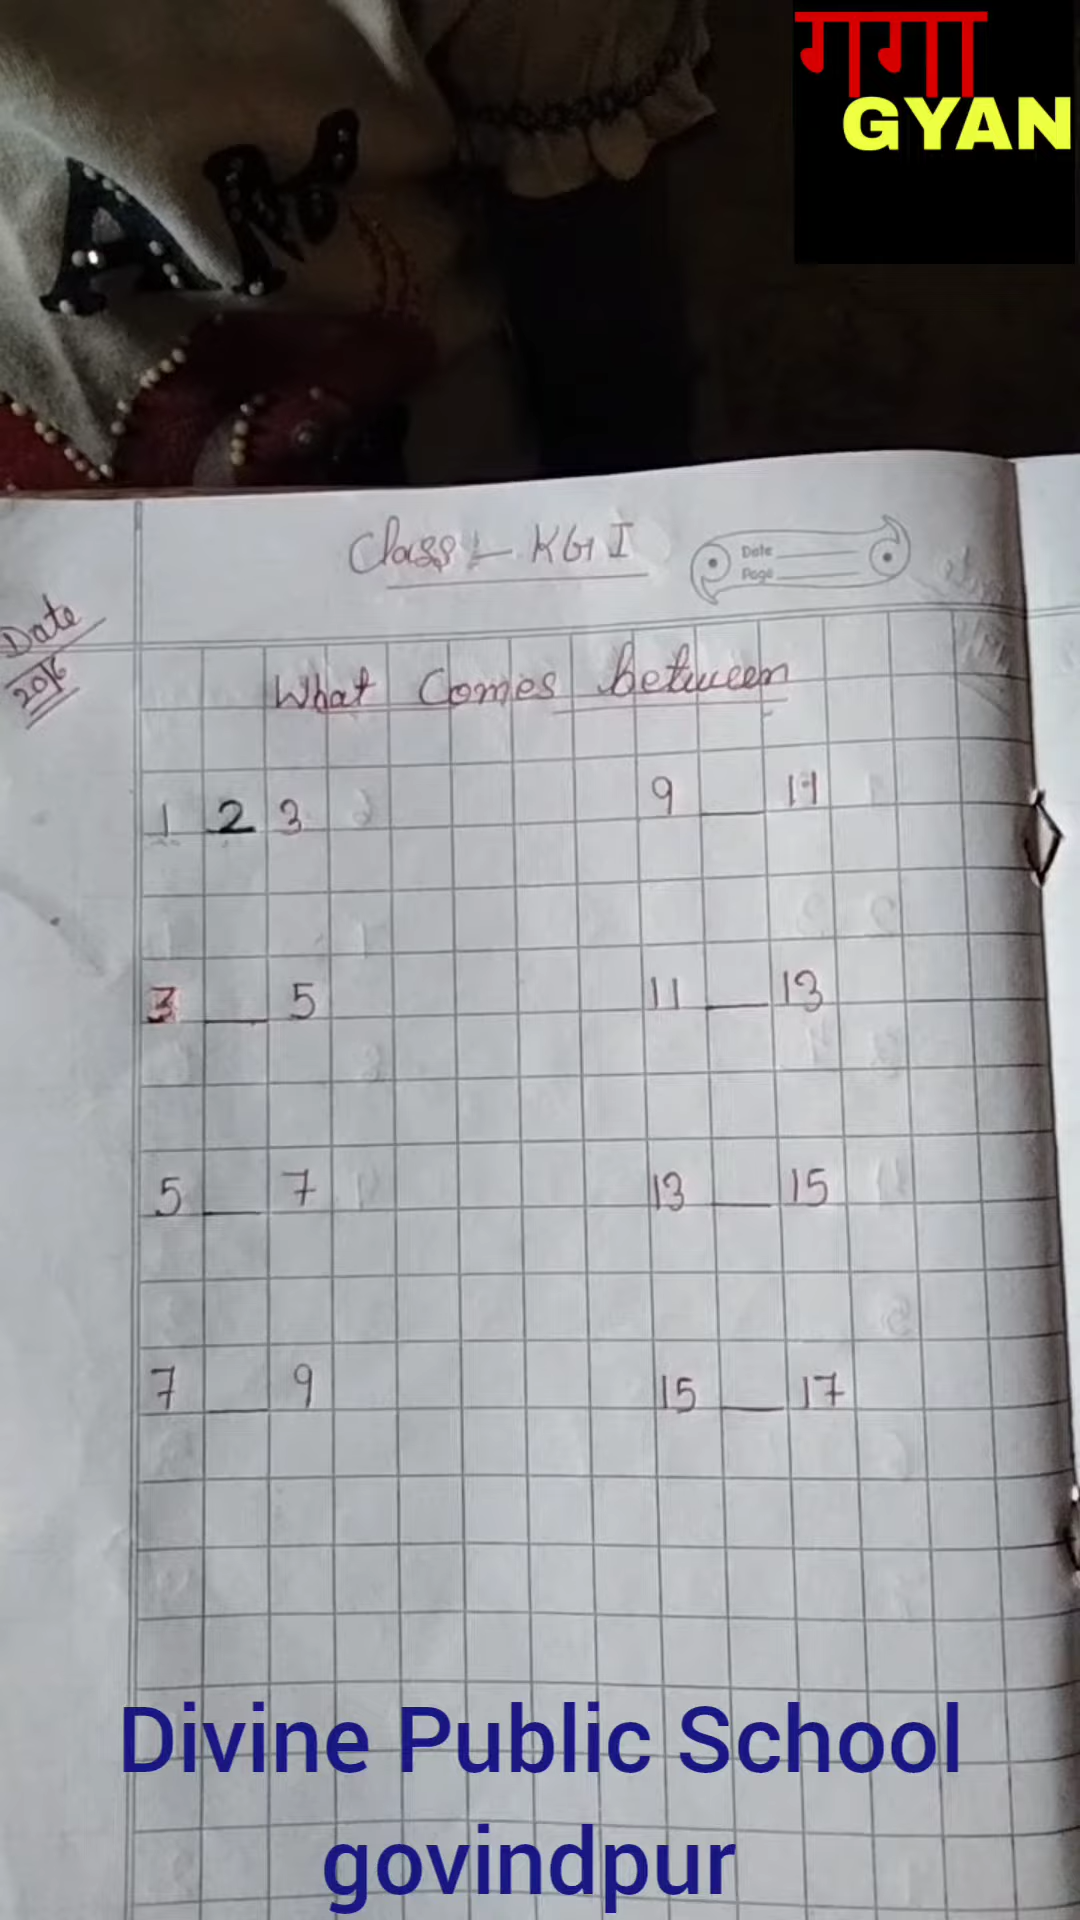 गगा
GYAN
Class:- KG I
Date
Page
Date
20/6
What Comes between
1 2 3
9 __ 11
3 __ 5
11 __ 13
5 __ 7
13 __ 15
7 __ 9
15 __ 17
Divine Public School
govindpur